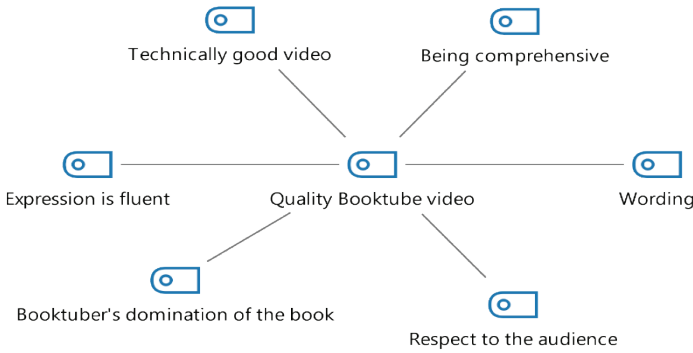 Technically good video
Being comprehensive
Expression is fluent
Quality Booktube video
Wording
Booktuber's domination of the book
Respect to the audience